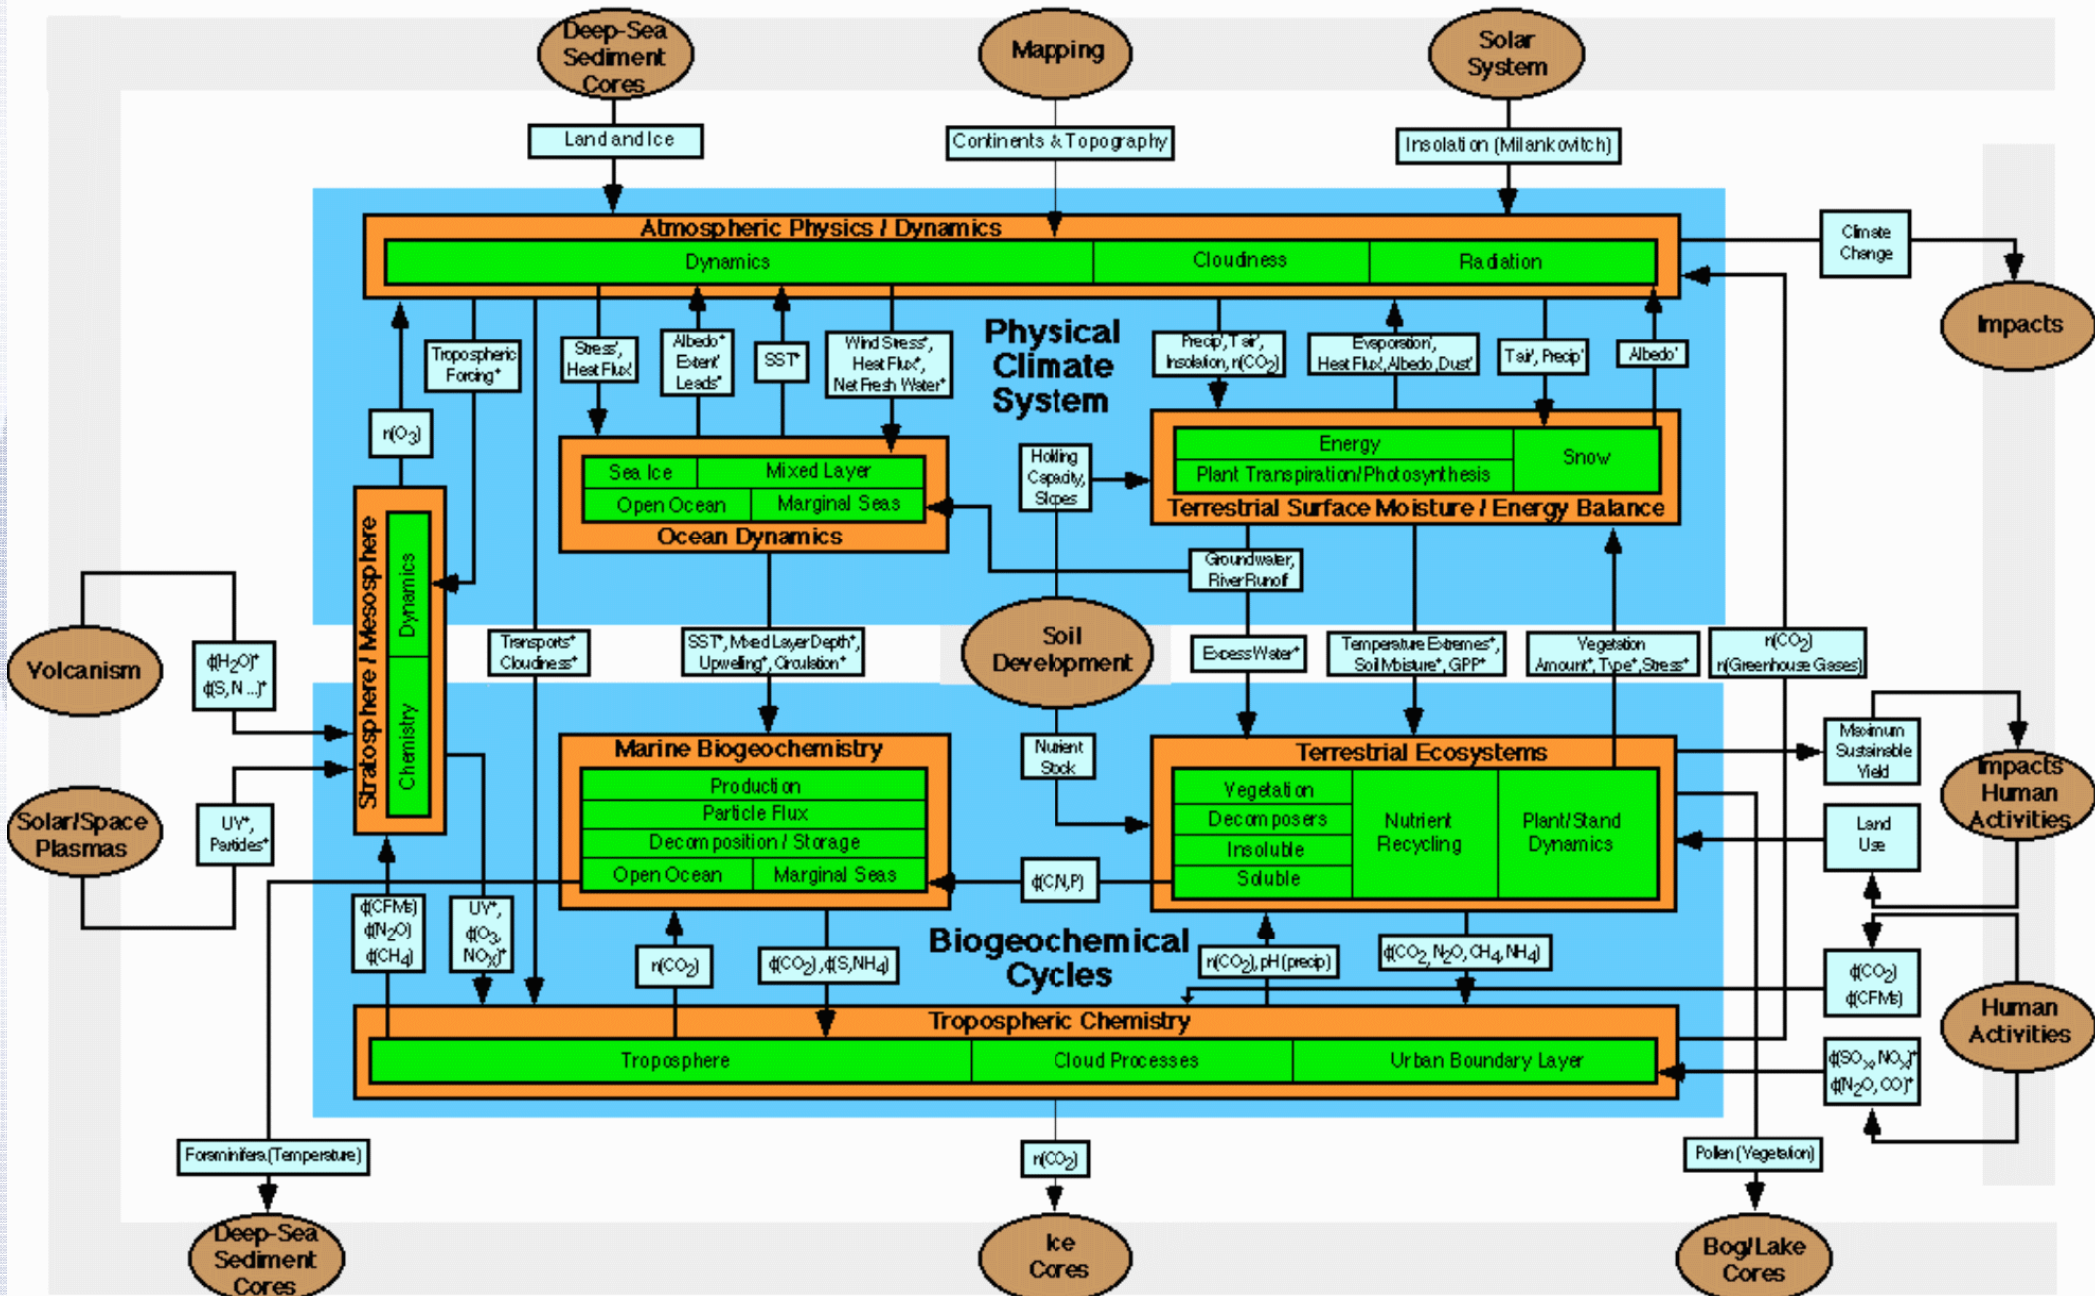 Deep-Sea
Sediment
Cores
Mapping
Solar
System
Land and Ice
Continents & Topography
Insolation (Milankovitch)
Atmospheric Physics / Dynamics
Dynamics
Cloudiness
Radiation
Climate
Change
Impacts
Physical
Climate
System
Tropospheric
Forcing*
Stress',
Heat Flux'
Albedo*
Extent'
Leads*
SST*
Wind Stress*,
Heat Flux*,
Net Fresh Water*
Precip', Tair',
Insolation, n(CO2)
Evaporation',
Heat Flux', Albedo, Dust'
Tair', Precip'
Albedo'
n(O3)
Sea Ice
Mixed Layer
Open Ocean
Marginal Seas
Ocean Dynamics
Holding
Capacity,
Slopes
Energy
Plant Transpiration/Photosynthesis
Snow
Terrestrial Surface Moisture / Energy Balance
Groundwater,
River Runoff
Stratosphere / Mesosphere
Dynamics
Chemistry
Volcanism
ϕ(H2O)*
ϕ(S, N ...)*
Transports*
Cloudiness*
SST*, Mixed Layer Depth*,
Upwelling*, Circulation*
Soil
Development
Excess Water*
Temperature Extremes*,
Soil Moisture*, GPP*
Vegetation
Amount*, Type*, Stress*
n(CO2)
n(Greenhouse Gases)
Solar/Space
Plasmas
UV*,
Particles*
Marine Biogeochemistry
Production
Particle Flux
Decomposition / Storage
Open Ocean
Marginal Seas
Nutrient
Stock
ϕ(CN,P)
Terrestrial Ecosystems
Vegetation
Decomposers
Insoluble
Soluble
Nutrient
Recycling
Plant/Stand
Dynamics
Maximum
Sustainable
Yield
Impacts
Human
Activities
Land
Use
ϕ(CFMs)
ϕ(N2O)
ϕ(CH4)
UV*,
ϕ(O3,
NOx)*
n(CO2)
ϕ(CO2), ϕ(S,NH4)
Biogeochemical
Cycles
n(CO2), pH (precip)
ϕ(CO2, N2O, CH4, NH4)
ϕ(CO2)
ϕ(CFMs)
Human
Activities
ϕ(SOx, NOx)*
ϕ(N2O, CO)*
Tropospheric Chemistry
Troposphere
Cloud Processes
Urban Boundary Layer
Foraminifera (Temperature)
n(CO2)
Pollen (Vegetation)
Deep-Sea
Sediment
Cores
Ice
Cores
Bog/Lake
Cores